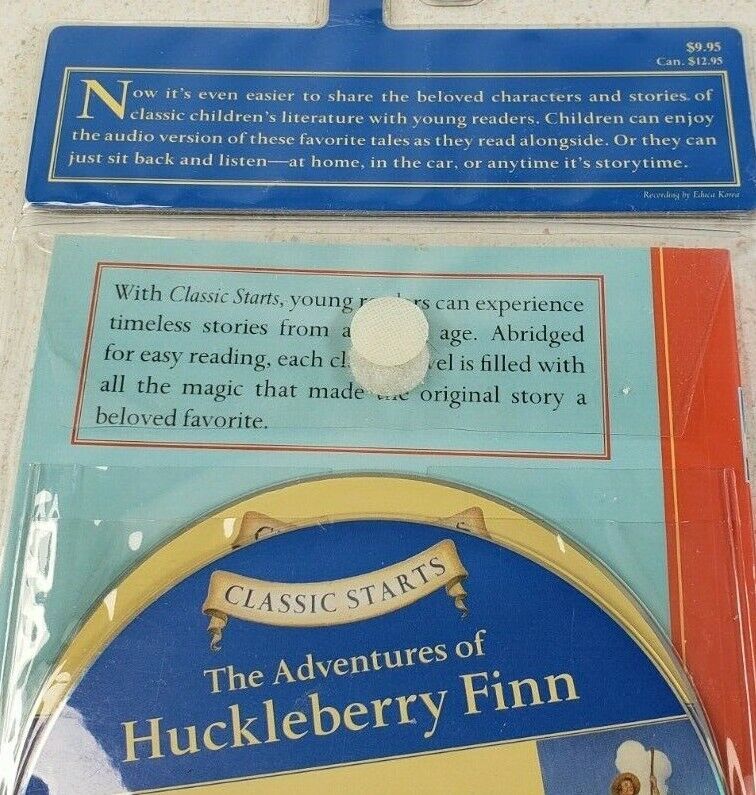 $9.95
Can. $12.95
Now it's even easier to share the beloved characters and stories of
classic children's literature with young readers. Children can enjoy
the audio version of these favorite tales as they read alongside. Or they can
just sit back and listen—at home, in the car, or anytime it's storytime.
Recording by Educa Korea
With Classic Starts, young can experience
timeless stories from age. Abridged
for easy reading, each is filled with
all the magic that made the original story a
beloved favorite.
CLASSIC STARTS
The Adventures of
Huckleberry Finn